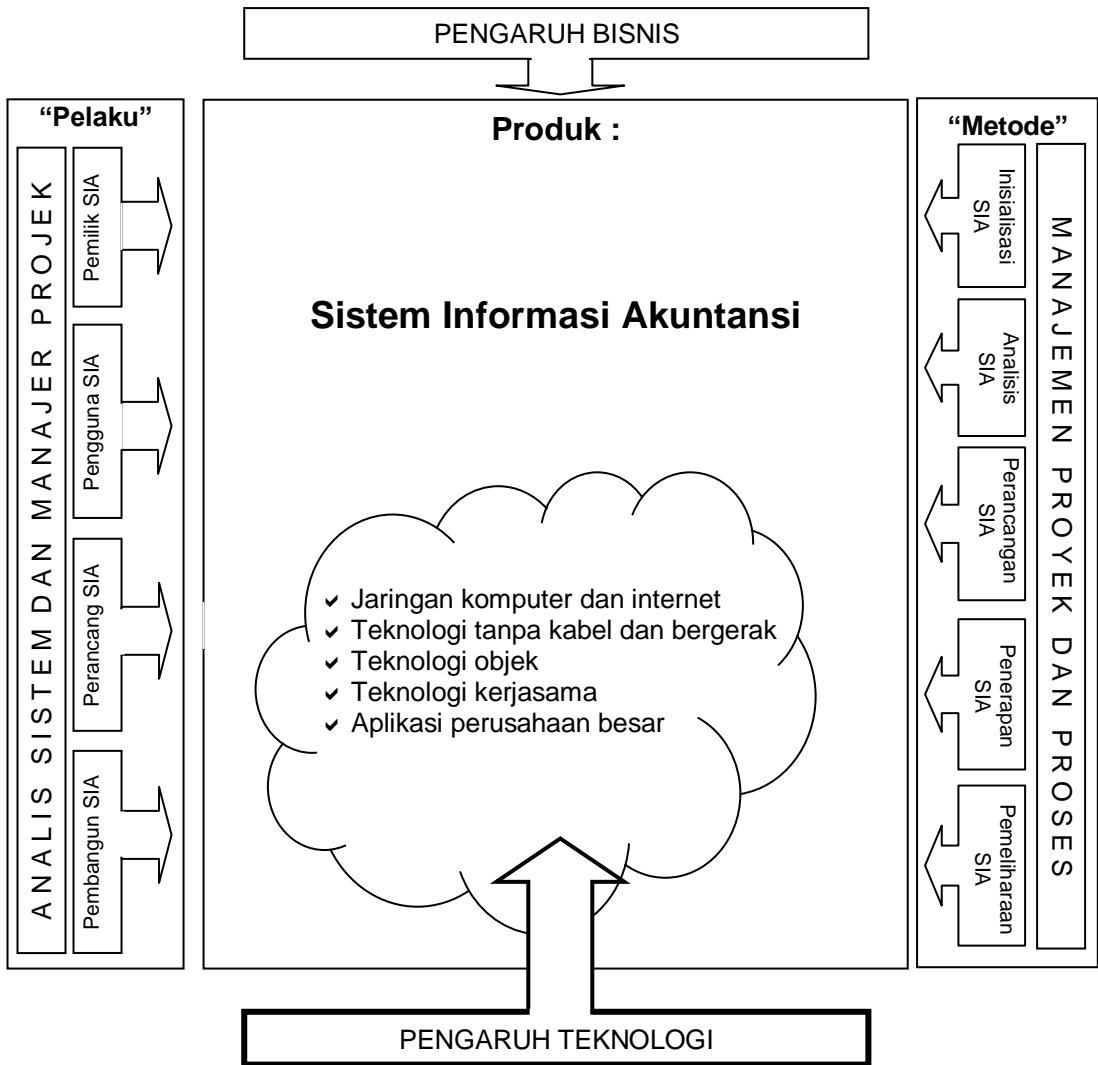 PENGARUH BISNIS
“Pelaku”
ANALIS SISTEM DAN MANAJER PROJEK
Pemilik SIA
Pengguna SIA
Perancang SIA
Pembangun SIA
Produk :
Sistem Informasi Akuntansi
✓ Jaringan komputer dan internet
✓ Teknologi tanpa kabel dan bergerak
✓ Teknologi objek
✓ Teknologi kerjasama
✓ Aplikasi perusahaan besar
“Metode”
Inisialisasi
SIA
Analisis
SIA
Perancangan
SIA
Penerapan
SIA
Pemeliharaan
SIA
MANAJEMEN PROYEK DAN PROSES
PENGARUH TEKNOLOGI